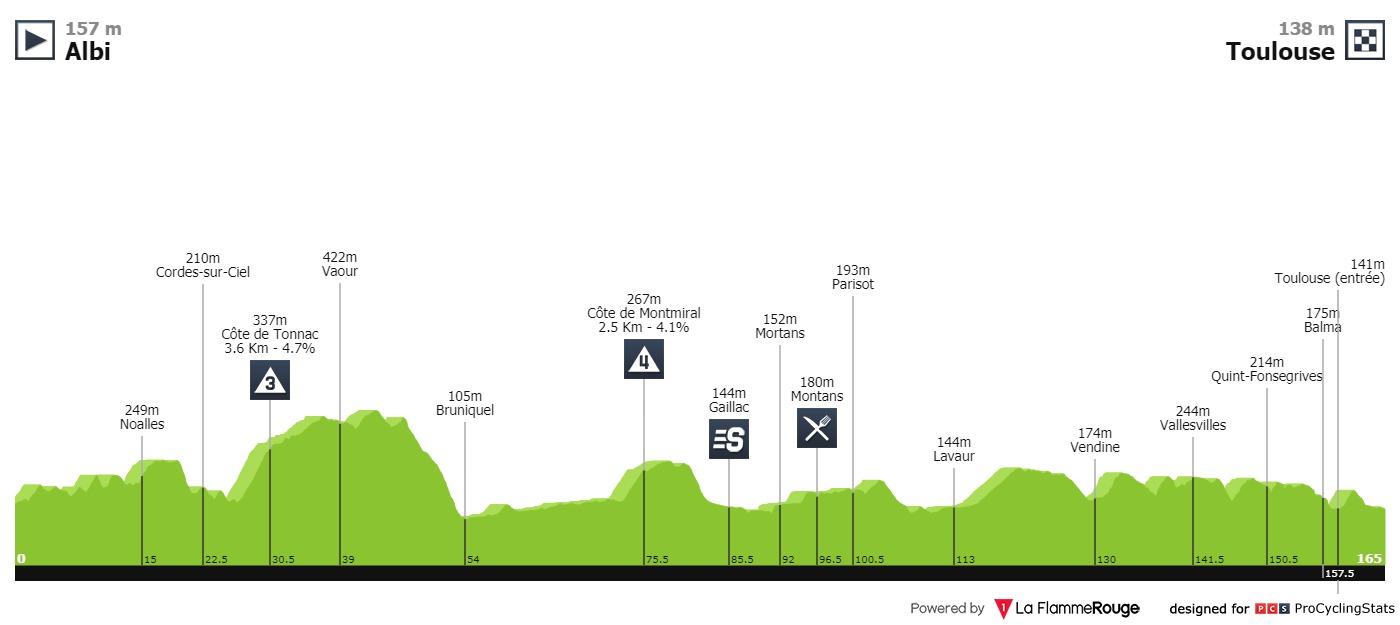 157 m
Albi
138 m
Toulouse
249m
Noalles
210m
Cordes-sur-Ciel
337m
Côte de Tonnac
3.6 Km - 4.7%
3
422m
Vaour
105m
Bruniquel
267m
Côte de Montmiral
2.5 Km - 4.1%
4
144m
Gaillac
S
152m
Mortans
180m
Montans
193m
Parisot
144m
Lavaur
174m
Vendine
244m
Vallesvilles
214m
Quint-Fonsegrives
175m
Balma
141m
Toulouse (entrée)
0 15 22.5 30.5 39 54 75.5 85.5 92 96.5 100.5 113 130 141.5 150.5 157.5 165
Powered by 1 La FlammeRouge designed for PCS ProCyclingStats